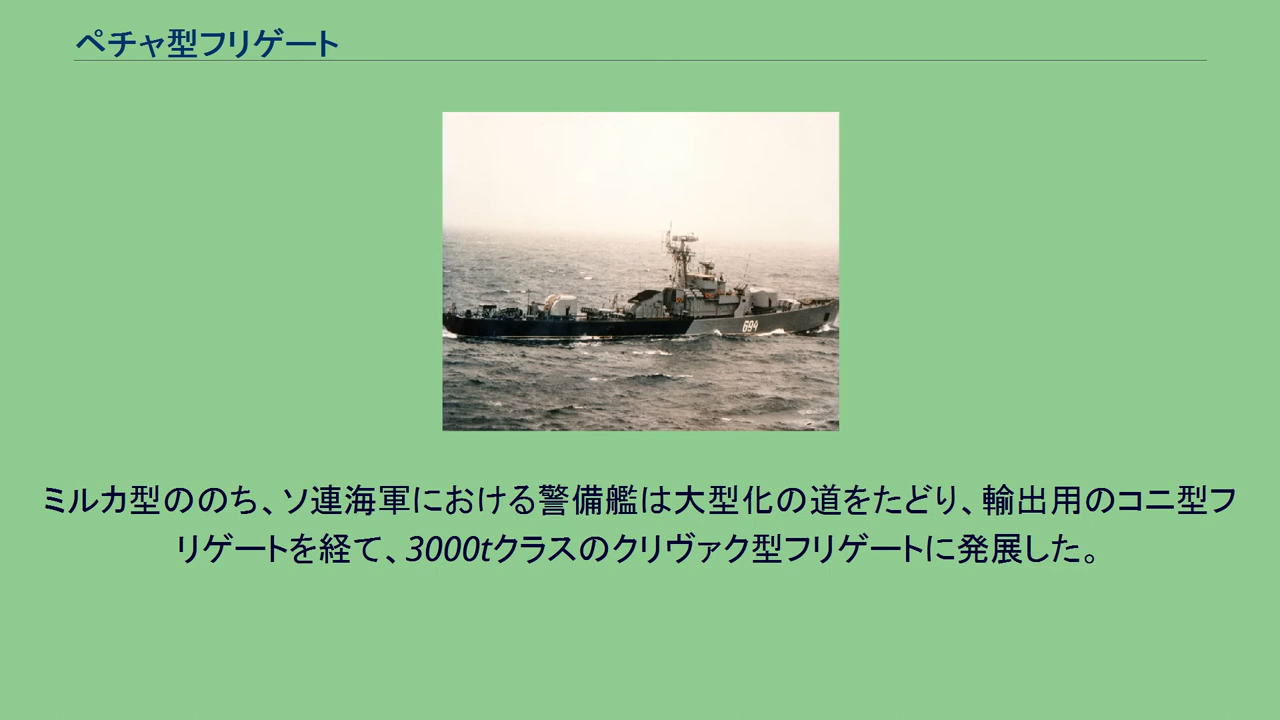 ペチャ型フリゲート
694
ミルカ型ののち、ソ連海軍における警備艦は大型化の道をたどり、輸出用のコニ型フ
リゲートを経て、3000tクラスのクリヴァク型フリゲートに発展した。